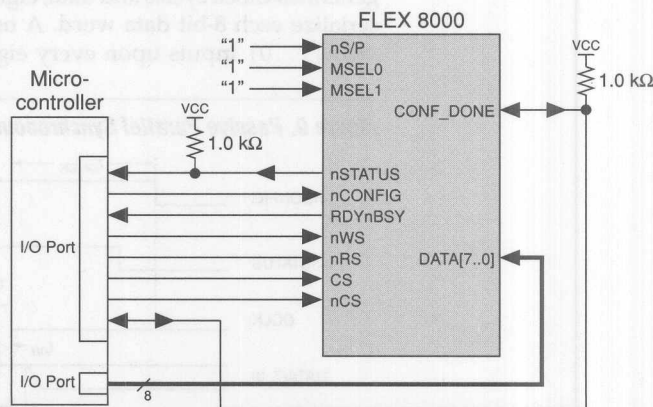 FLEX 8000
"1"
"1"
"1"
nS/P
MSEL0
MSEL1
CONF_DONE
VCC
1.0 kΩ
Micro-
controller
VCC
1.0 kΩ
nSTATUS
nCONFIG
RDYnBSY
nWS
nRS
CS
nCS
DATA[7..0]
I/O Port
I/O Port
8